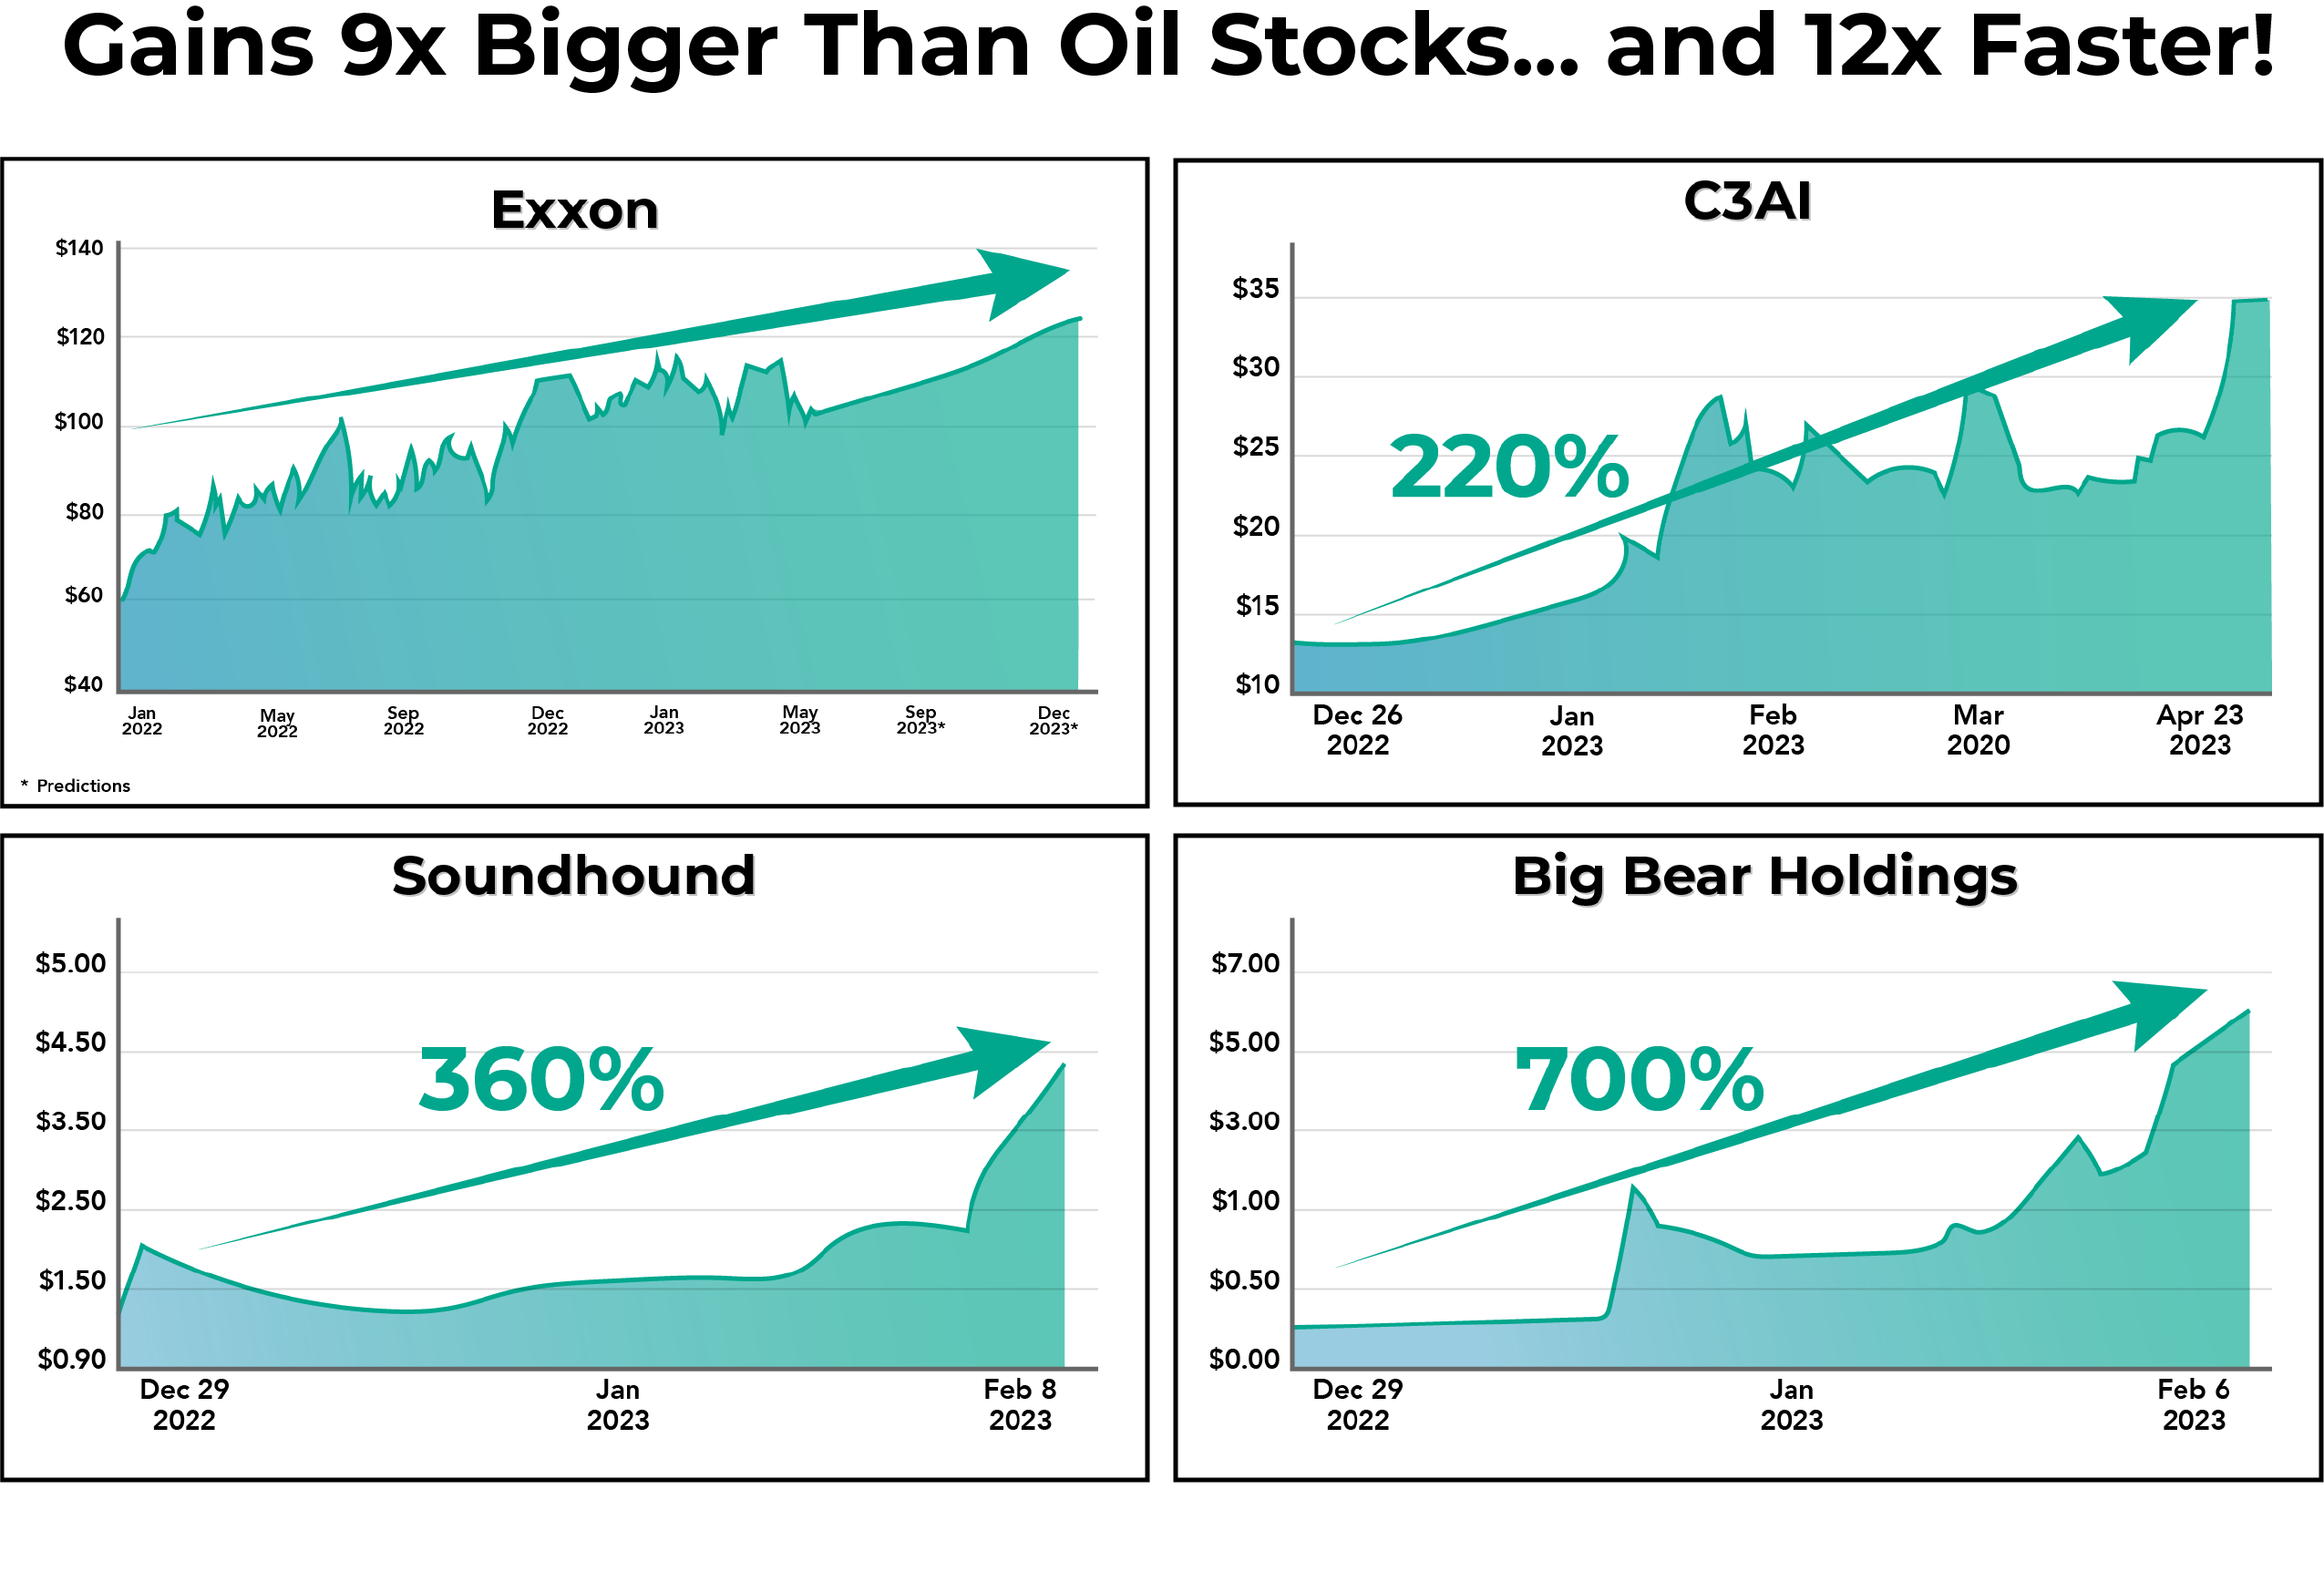 Gains 9x Bigger Than Oil Stocks... and 12x Faster!
Exxon
$140
$120
$100
$80
$60
$40
Jan
2022
May
2022
Sep
2022
Dec
2022
Jan
2023
May
2023
Sep
2023*
Dec
2023*
* Predictions
C3AI
$35
$30
$25
$20
$15
$10
220%
Dec 26
2022
Jan
2023
Feb
2023
Mar
2020
Apr 23
2023
Soundhound
$5.00
$4.50
$3.50
$2.50
$1.50
$0.90
360%
Dec 29
2022
Jan
2023
Feb 8
2023
Big Bear Holdings
$7.00
$5.00
$3.00
$1.00
$0.50
$0.00
700%
Dec 29
2022
Jan
2023
Feb 6
2023